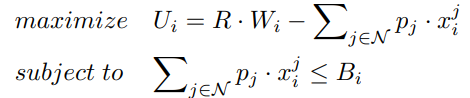 maximize U_i = R · W_i − ∑_{j∈𝒩} p_j · x_i^j
subject to ∑_{j∈𝒩} p_j · x_i^j ≤ B_i